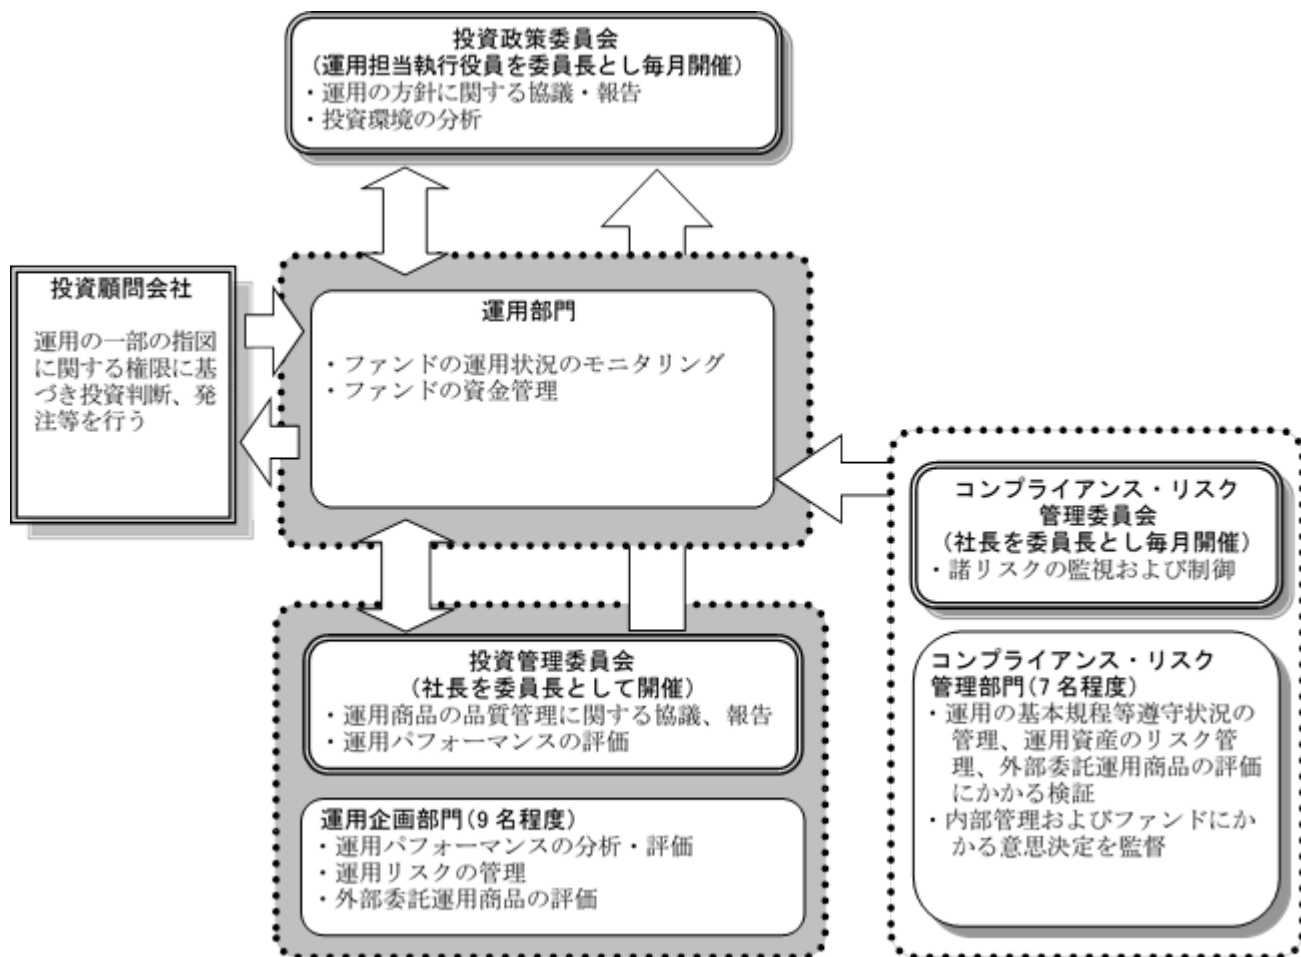 投資政策委員会
(運用担当執行役員を委員長とし毎月開催)
・運用の方針に関する協議・報告
・投資環境の分析
投資顧問会社
運用の一部の指図
に関する権限に基
づき投資判断、発
注等を行う
運用部門
・ファンドの運用状況のモニタリング
・ファンドの資金管理
コンプライアンス・リスク
管理委員会
(社長を委員長とし毎月開催)
・諸リスクの監視および制御
コンプライアンス・リスク
管理部門(7名程度)
・運用の基本規程等遵守状況の
管理、運用資産のリスク管
理、外部委託運用商品の評価
にかかる検証
・内部管理およびファンドにか
かる意思決定を監督
投資管理委員会
(社長を委員長として開催)
・運用商品の品質管理に関する協議、報告
・運用パフォーマンスの評価
運用企画部門(9名程度)
・運用パフォーマンスの分析・評価
・運用リスクの管理
・外部委託運用商品の評価